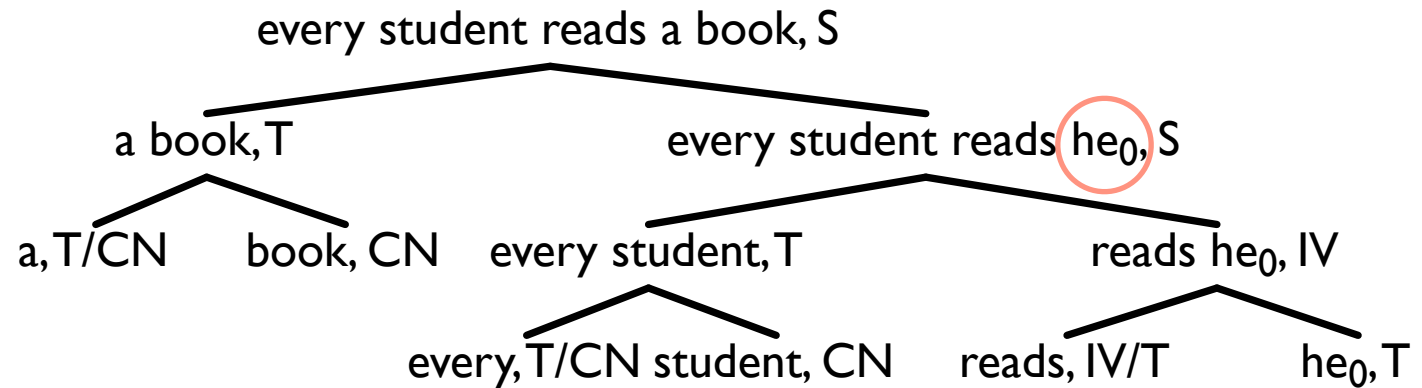 every student reads a book, S
a book, T every student reads he₀, S
a, T/CN book, CN every student, T reads he₀, IV
every, T/CN student, CN reads, IV/T he₀, T